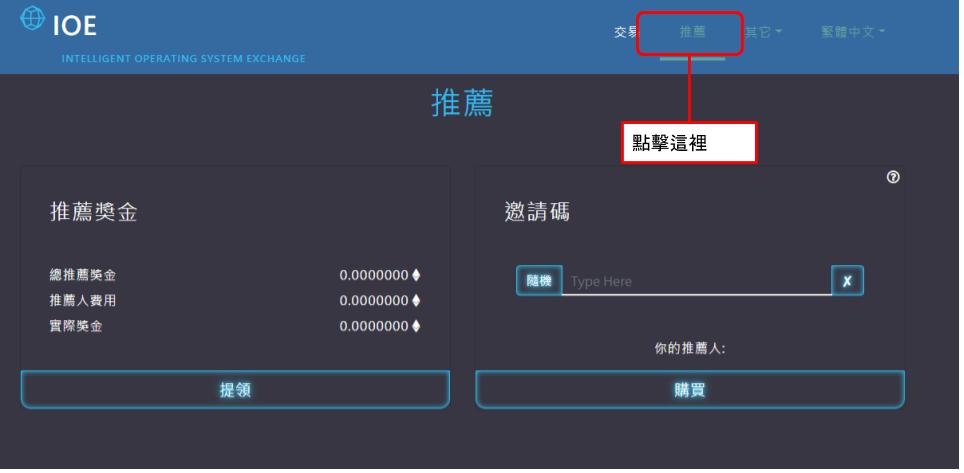 IOE
INTELLIGENT OPERATING SYSTEM EXCHANGE
交易 推薦 其它 繁體中文
推薦
點擊這裡
推薦獎金
總推薦獎金 0.0000000
推薦人費用 0.0000000
實際獎金 0.0000000
提領
邀請碼
隨機 Type Here ✗
你的推薦人:
購買